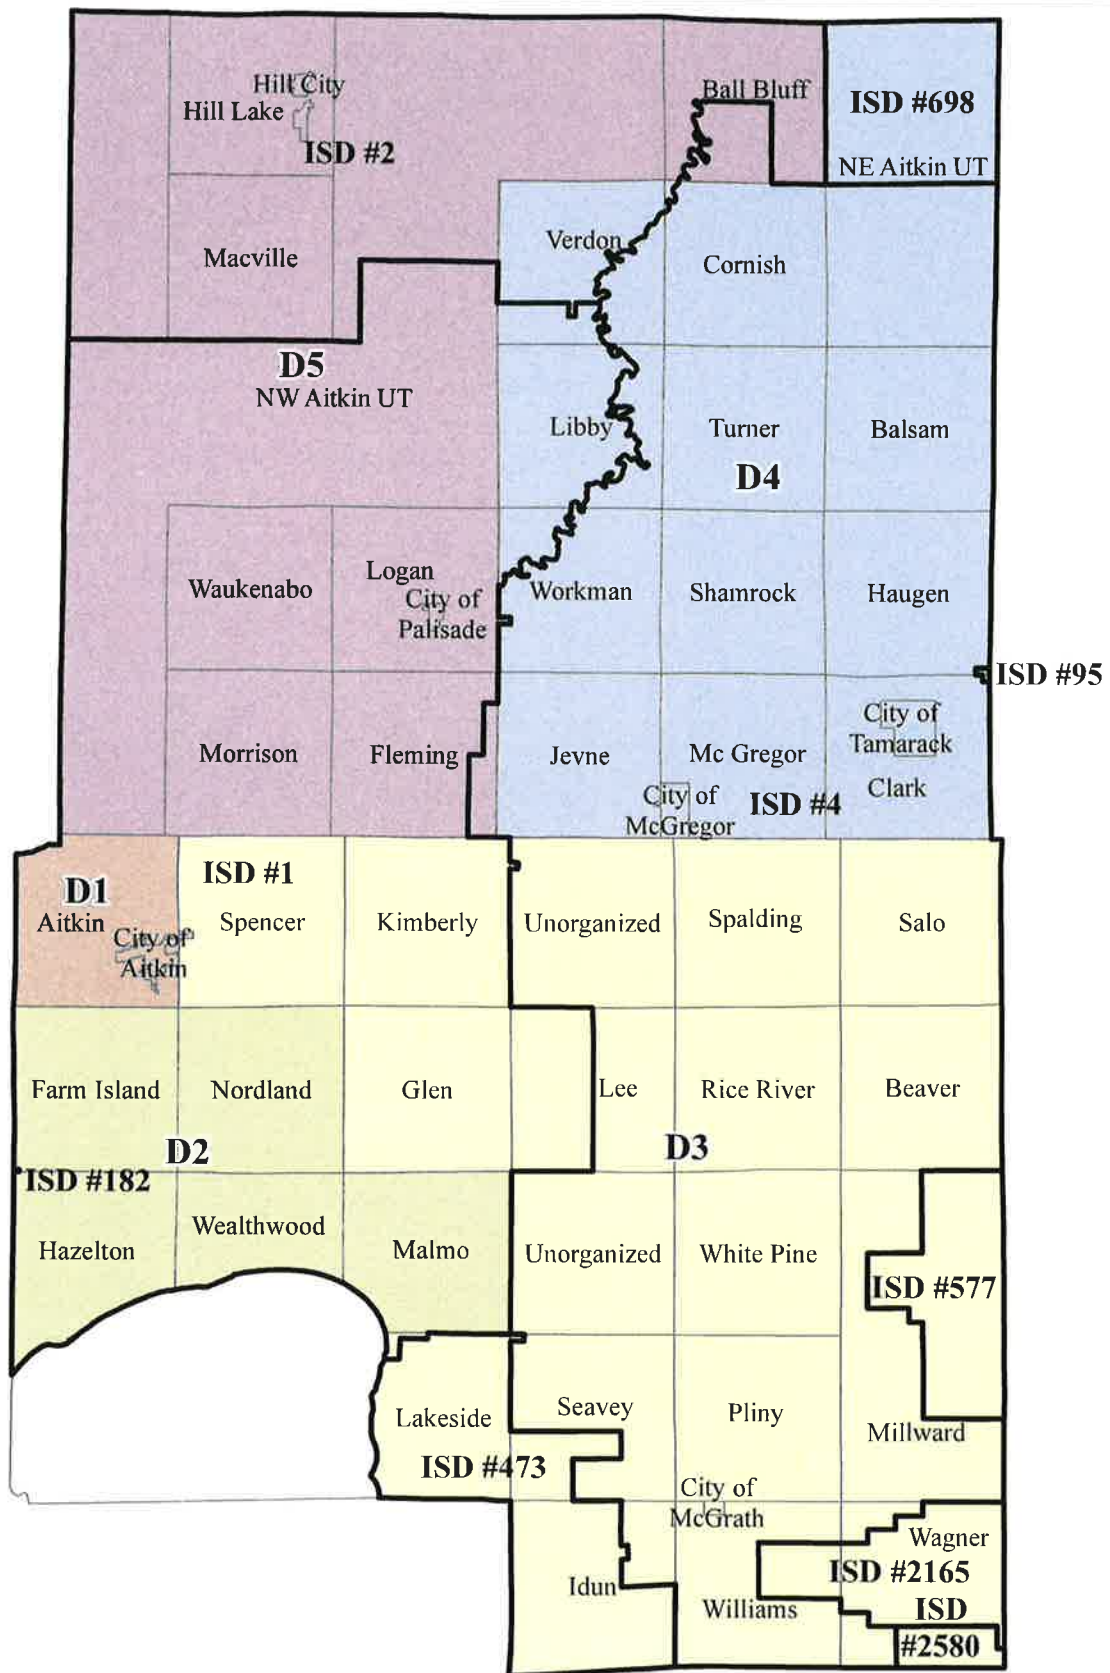 Hill City
Hill Lake
ISD #2
Ball Bluff
ISD #698
NE Aitkin UT
Macville
Verdon
Cornish
D5
NW Aitkin UT
Libby
Turner
Balsam
D4
Waukenabo
Logan
City of
Palisade
Workman
Shamrock
Haugen
ISD #95
Morrison
Fleming
Jevne
Mc Gregor
City of
Tamarack
Clark
City of
McGregor
ISD #4
D1
Aitkin
City of
Aitkin
ISD #1
Spencer
Kimberly
Unorganized
Spalding
Salo
Farm Island
Nordland
Glen
Lee
Rice River
Beaver
D2
D3
ISD #182
Hazelton
Wealthwood
Malmo
Unorganized
White Pine
ISD #577
Lakeside
Seavey
Pliny
Millward
ISD #473
City of
McGrath
Wagner
ISD #2165
Idun
Williams
ISD
#2580